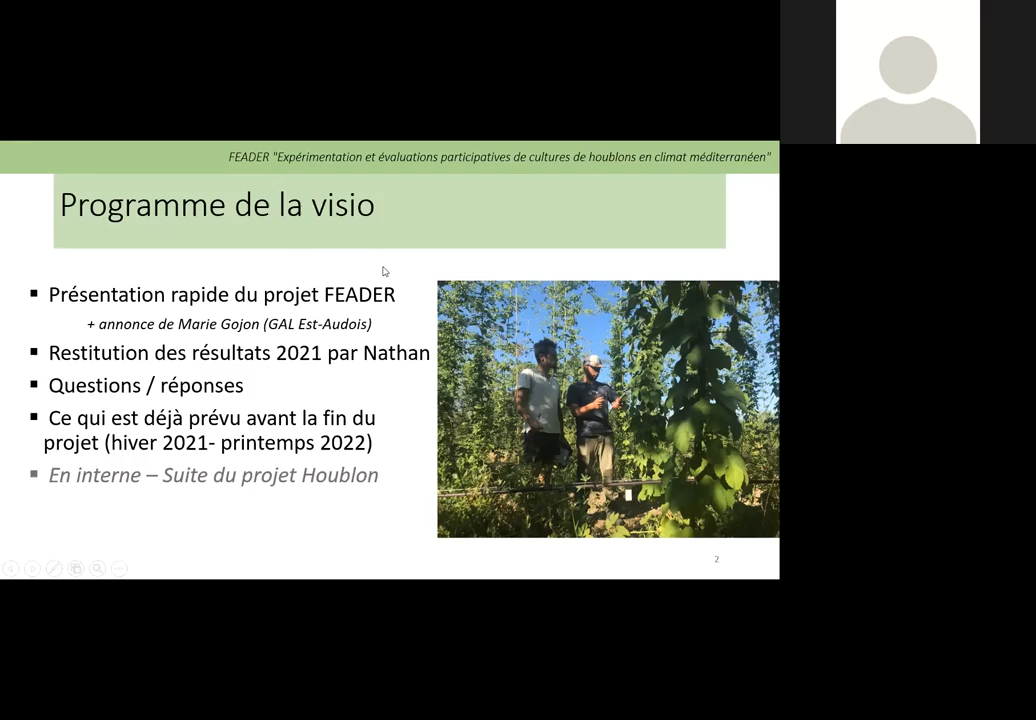 FEADER "Expérimentation et évaluations participatives de cultures de houblons en climat méditerranéen"
Programme de la visio
▪ Présentation rapide du projet FEADER
+ annonce de Marie Gojon (GAL Est-Audois)
▪ Restitution des résultats 2021 par Nathan
▪ Questions / réponses
▪ Ce qui est déjà prévu avant la fin du
projet (hiver 2021- printemps 2022)
▪ En interne – Suite du projet Houblon
2